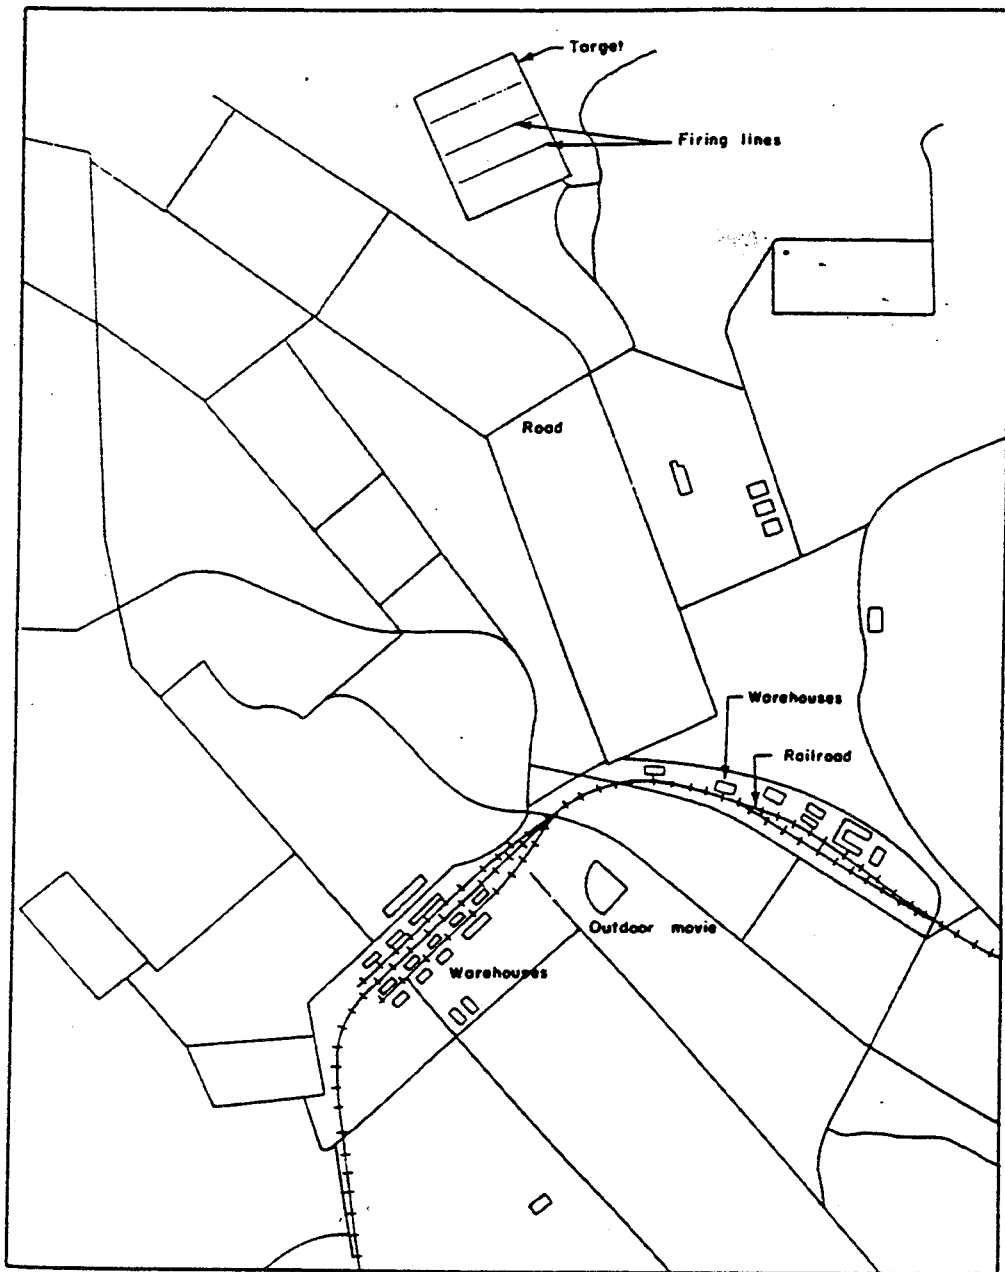 Target
Firing lines
Road
Warehouses
Railroad
Outdoor movie
Warehouses